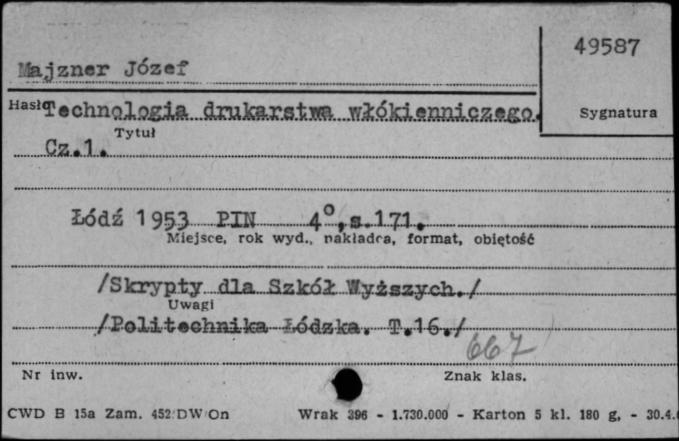 49587
Majzner Józef
Hasło Technologia drukarstwa włókienniczego. Sygnatura
Tytuł
Cz.1.
Łódź 1953 PIN 4°,s.171.
Miejsce, rok wyd., nakładca, format, objętość
/Skrypty dla Szkół Wyższych./
Uwagi
/Politechnika Łódzka. T.16./
667
Nr inw. Znak klas.
CWD B 15a Zam. 452 DW On Wrak 396 - 1.730.000 - Karton 5 kl. 180 g, - 30.4.